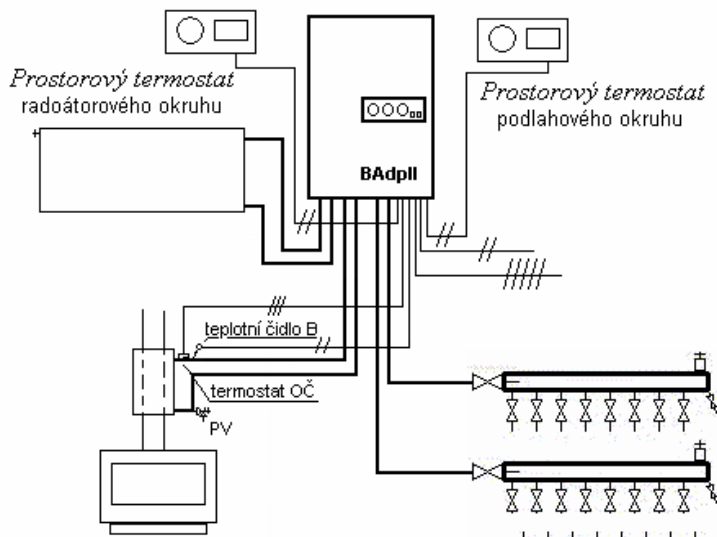 Prostorový termostat
radoátorového okruhu
BAdpII
Prostorový termostat
podlahového okruhu
teplotní čidlo B
termostat OČ
PV